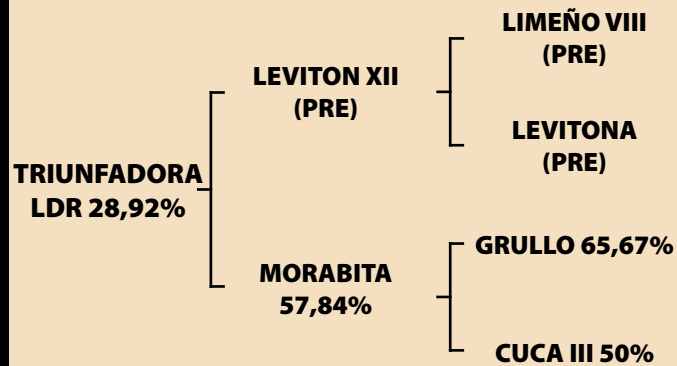 TRIUNFADORA
LDR 28,92%
LEVITON XII
(PRE)
MORABITA
57,84%
LIMEÑO VIII
(PRE)
LEVITONA
(PRE)
GRULLO 65,67%
CUCA III 50%